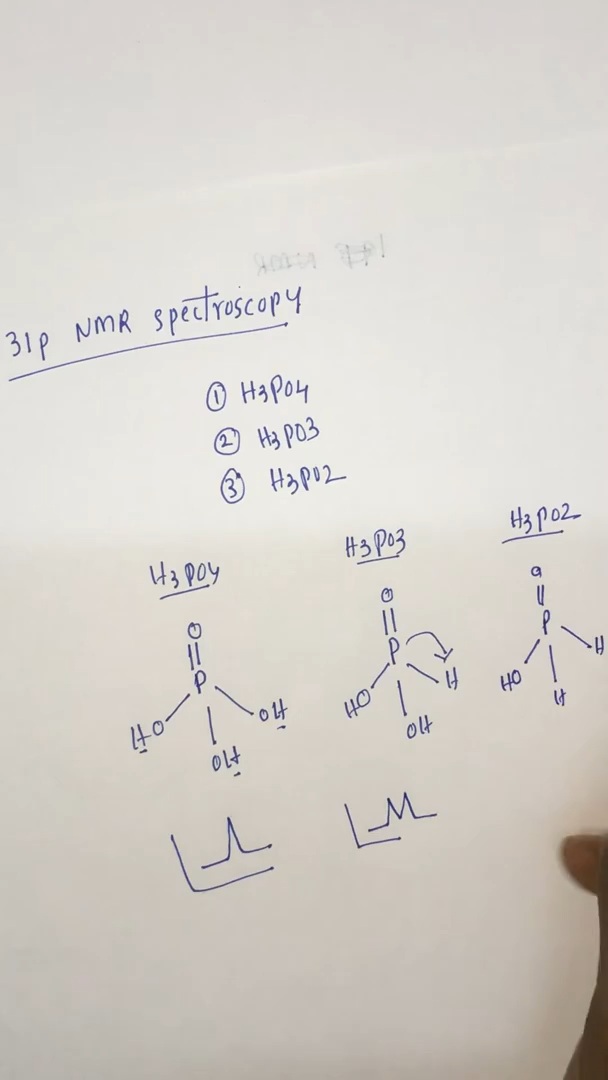 31p NMR spectroscopy
① H3PO4
② H3PO3
③ H3PO2
H3PO4
O
P
HO
OH
OH
H3PO3
O
P
HO
H
OH
H3PO2
O
P
HO
H
H